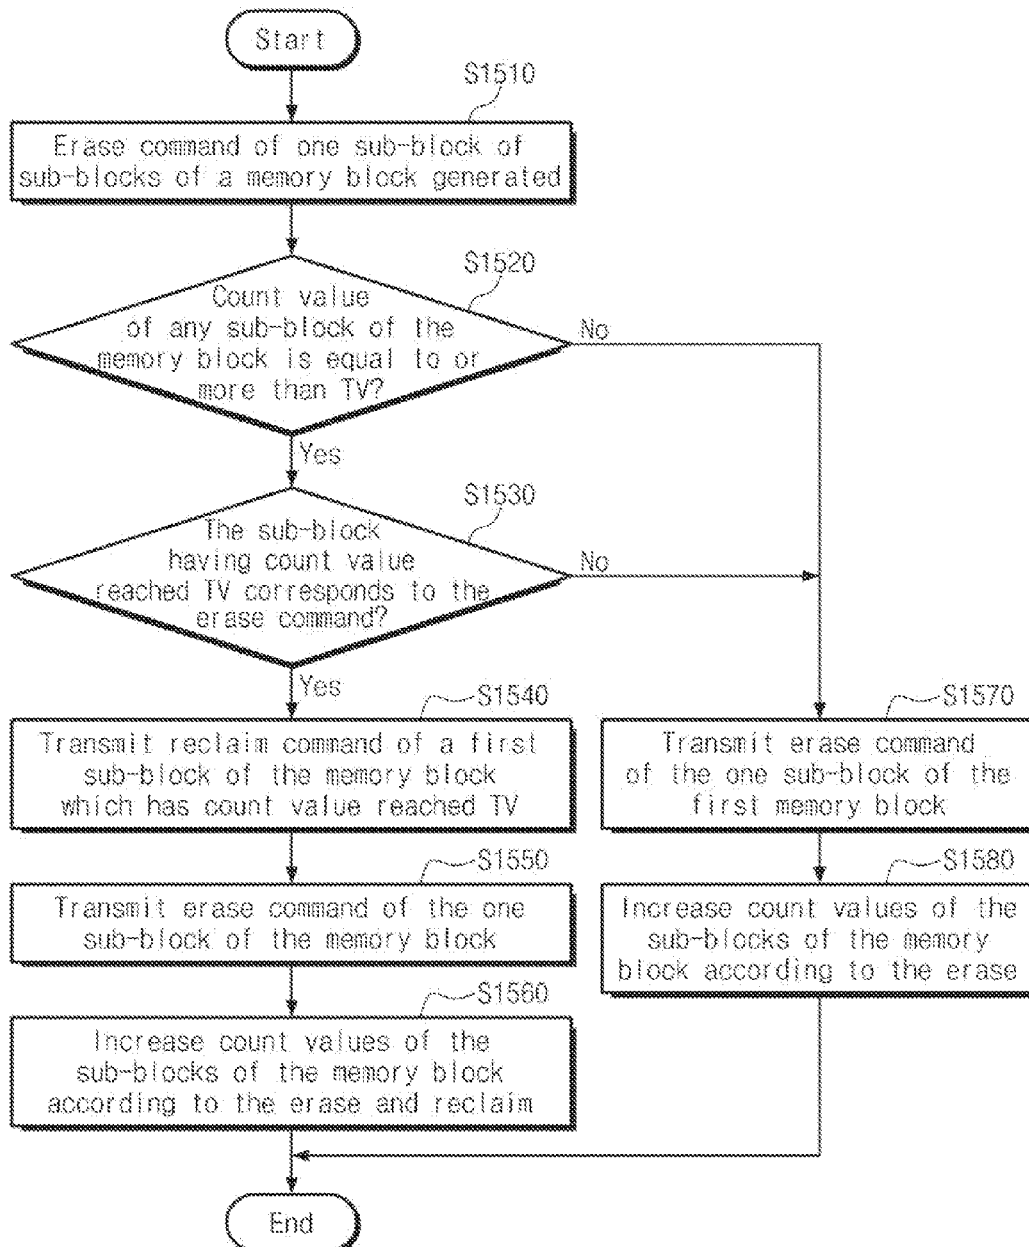 Start
S1510
Erase command of one sub-block of
sub-blocks of a memory block generated
S1520
Count value
of any sub-block of the
memory block is equal to or
more than TV?
No
Yes
S1530
The sub-block
having count value
reached TV corresponds to the
erase command?
No
Yes
S1540
Transmit reclaim command of a first
sub-block of the memory block
which has count value reached TV
S1570
Transmit erase command
of the one sub-block of the
first memory block
S1550
Transmit erase command of the one
sub-block of the memory block
S1580
Increase count values of the
sub-blocks of the memory
block according to the erase
S1560
Increase count values of the
sub-blocks of the memory block
according to the erase and reclaim
End